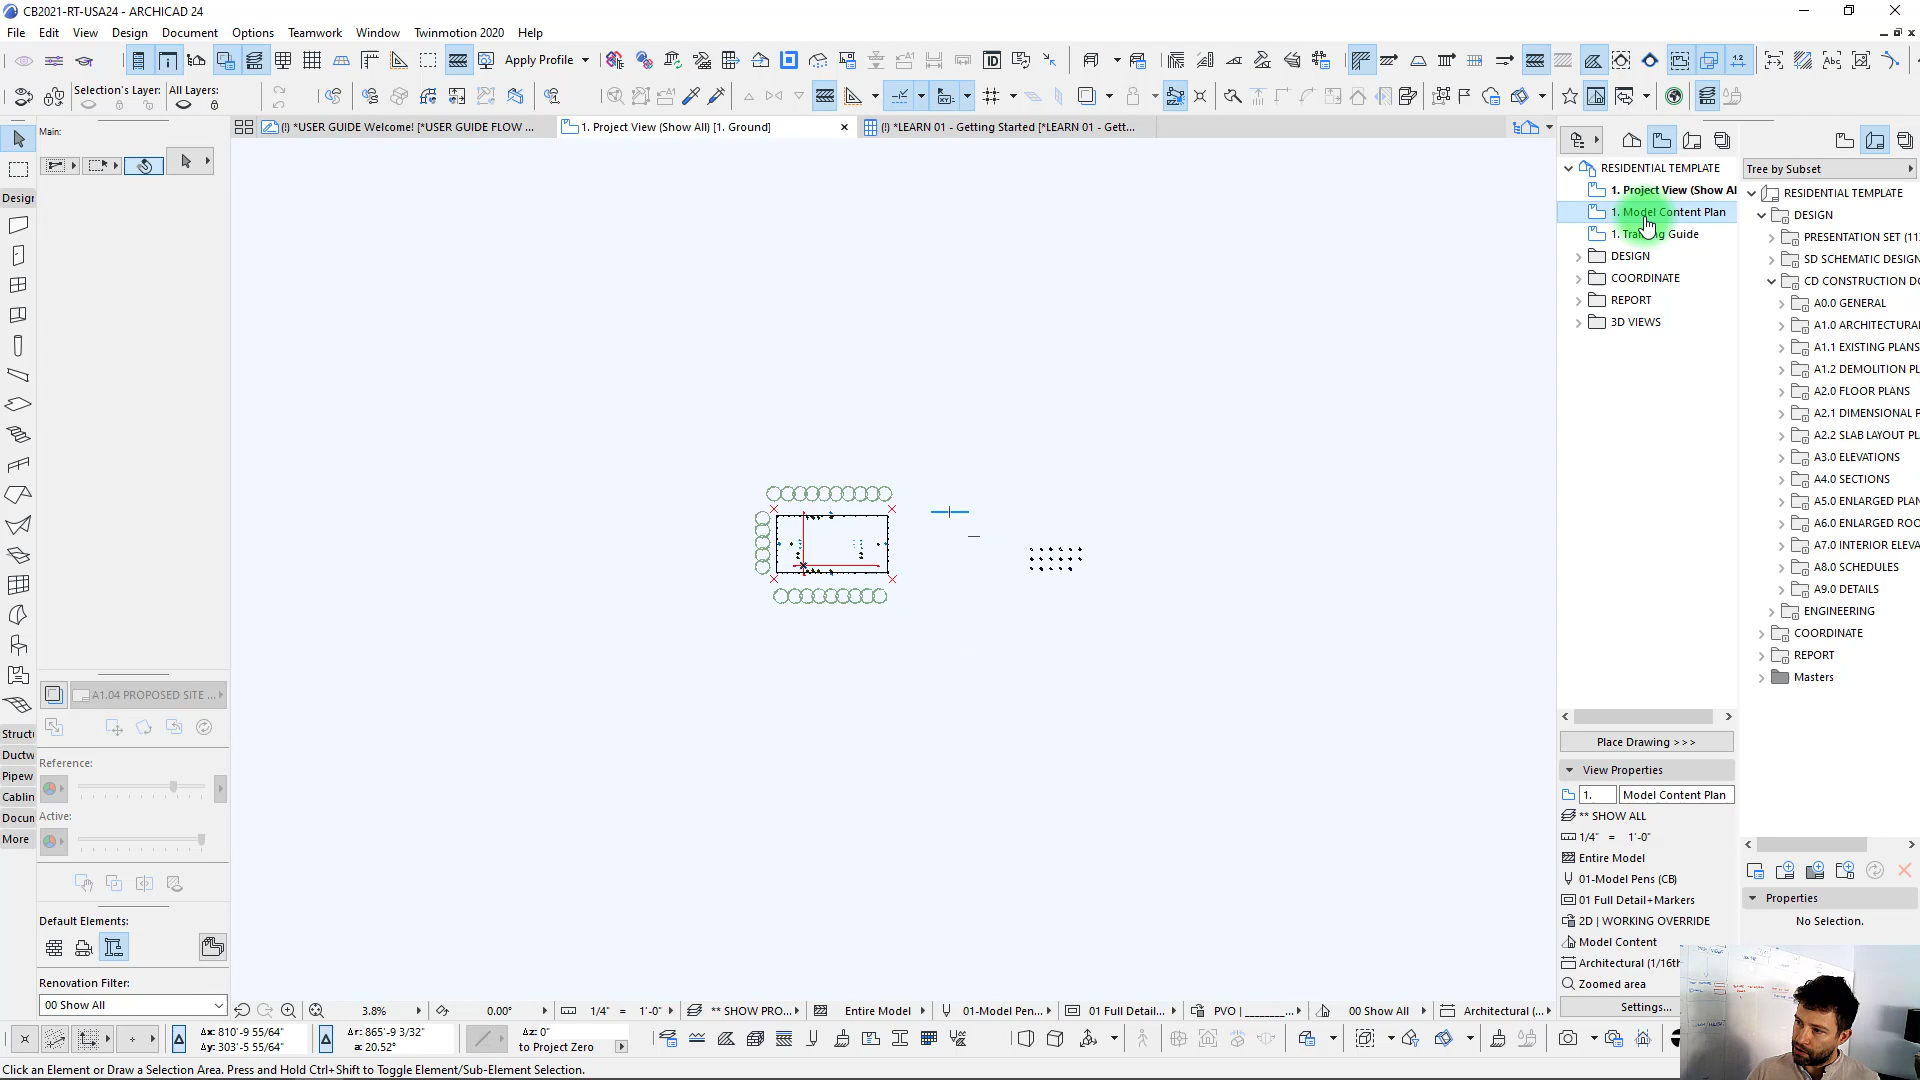 CB2021-RT-USA24 - ARCHICAD 24
File Edit View Design Document Options Teamwork Window Twinmotion 2020 Help
Apply Profile
Selection's Layer:
All Layers:
(!) *USER GUIDE Welcome! [*USER GUIDE FLOW ...
1. Project View (Show All) [1. Ground]
(!) *LEARN 01 - Getting Started [*LEARN 01 - Gett...
Main:
Design
Struct
Ductw
Pipew
Cablin
Docum
More
A1.04 PROPOSED SITE ...
Reference:
Active:
Default Elements:
Renovation Filter:
00 Show All
RESIDENTIAL TEMPLATE
1. Project View (Show Al
1. Model Content Plan
1. Training Guide
DESIGN
COORDINATE
REPORT
3D VIEWS
Place Drawing >>>
View Properties
1.
Model Content Plan
** SHOW ALL
1/4" = 1'-0"
Entire Model
01-Model Pens (CB)
01 Full Detail+Markers
2D | WORKING OVERRIDE
Model Content
Architectural (1/16th
Zoomed area
Settings...
Tree by Subset
RESIDENTIAL TEMPLATE
DESIGN
PRESENTATION SET (11
SD SCHEMATIC DESIGN
CD CONSTRUCTION DO
A0.0 GENERAL
A1.0 ARCHITECTURA
A1.1 EXISTING PLANS
A1.2 DEMOLITION PL
A2.0 FLOOR PLANS
A2.1 DIMENSIONAL P
A2.2 SLAB LAYOUT PL
A3.0 ELEVATIONS
A4.0 SECTIONS
A5.0 ENLARGED PLAN
A6.0 ENLARGED ROO
A7.0 INTERIOR ELEVA
A8.0 SCHEDULES
A9.0 DETAILS
ENGINEERING
COORDINATE
REPORT
Masters
Properties
No Selection.
3.8%
0.00°
1/4" = 1'-0"
** SHOW PRO...
Entire Model
01-Model Pen...
01 Full Detail...
PVO | ________...
00 Show All
Architectural (...
Δx: 810'-9 55/64"
Δy: 303'-5 55/64"
Δr: 865'-9 3/32"
a: 20.52°
Δz: 0"
to Project Zero
Click an Element or Draw a Selection Area. Press and Hold Ctrl+Shift to Toggle Element/Sub-Element Selection.